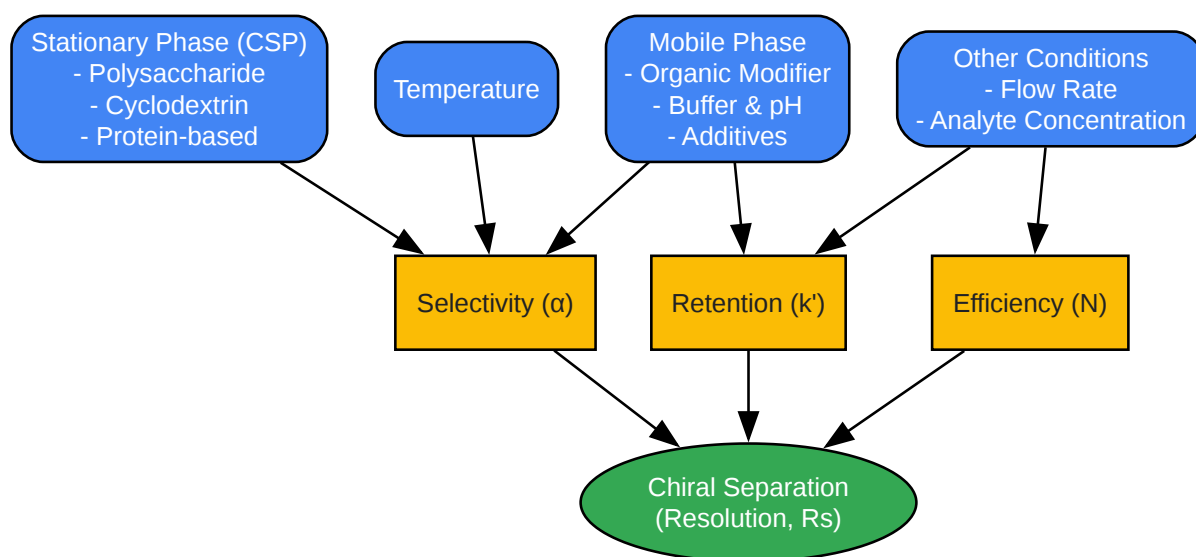 Stationary Phase (CSP)
- Polysaccharide
- Cyclodextrin
- Protein-based
Temperature
Mobile Phase
- Organic Modifier
- Buffer & pH
- Additives
Other Conditions
- Flow Rate
- Analyte Concentration
Selectivity (α)
Retention (k')
Efficiency (N)
Chiral Separation
(Resolution, Rs)